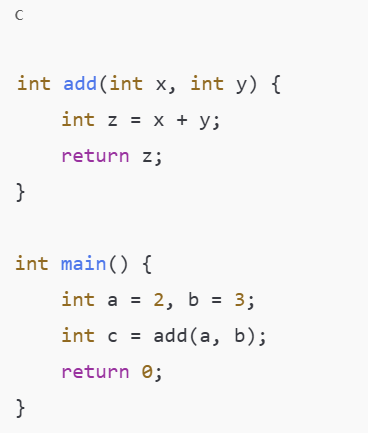 c
int add(int x, int y) {
    int z = x + y;
    return z;
}
int main() {
    int a = 2, b = 3;
    int c = add(a, b);
    return 0;
}